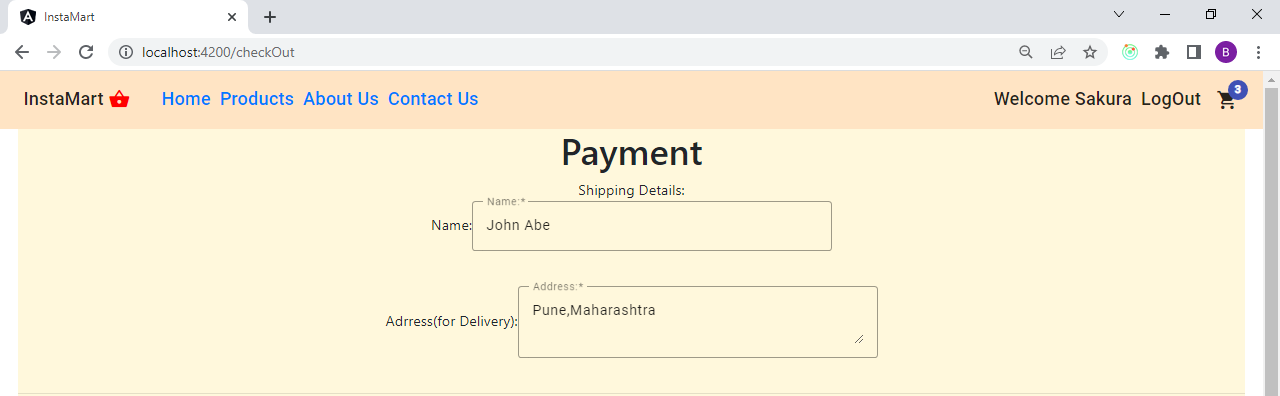 InstaMart
localhost:4200/checkOut
B
InstaMart Home Products About Us Contact Us Welcome Sakura LogOut 3
Payment
Shipping Details:
Name:*
Name: John Abe
Address:*
Pune,Maharashtra
Adrress(for Delivery):